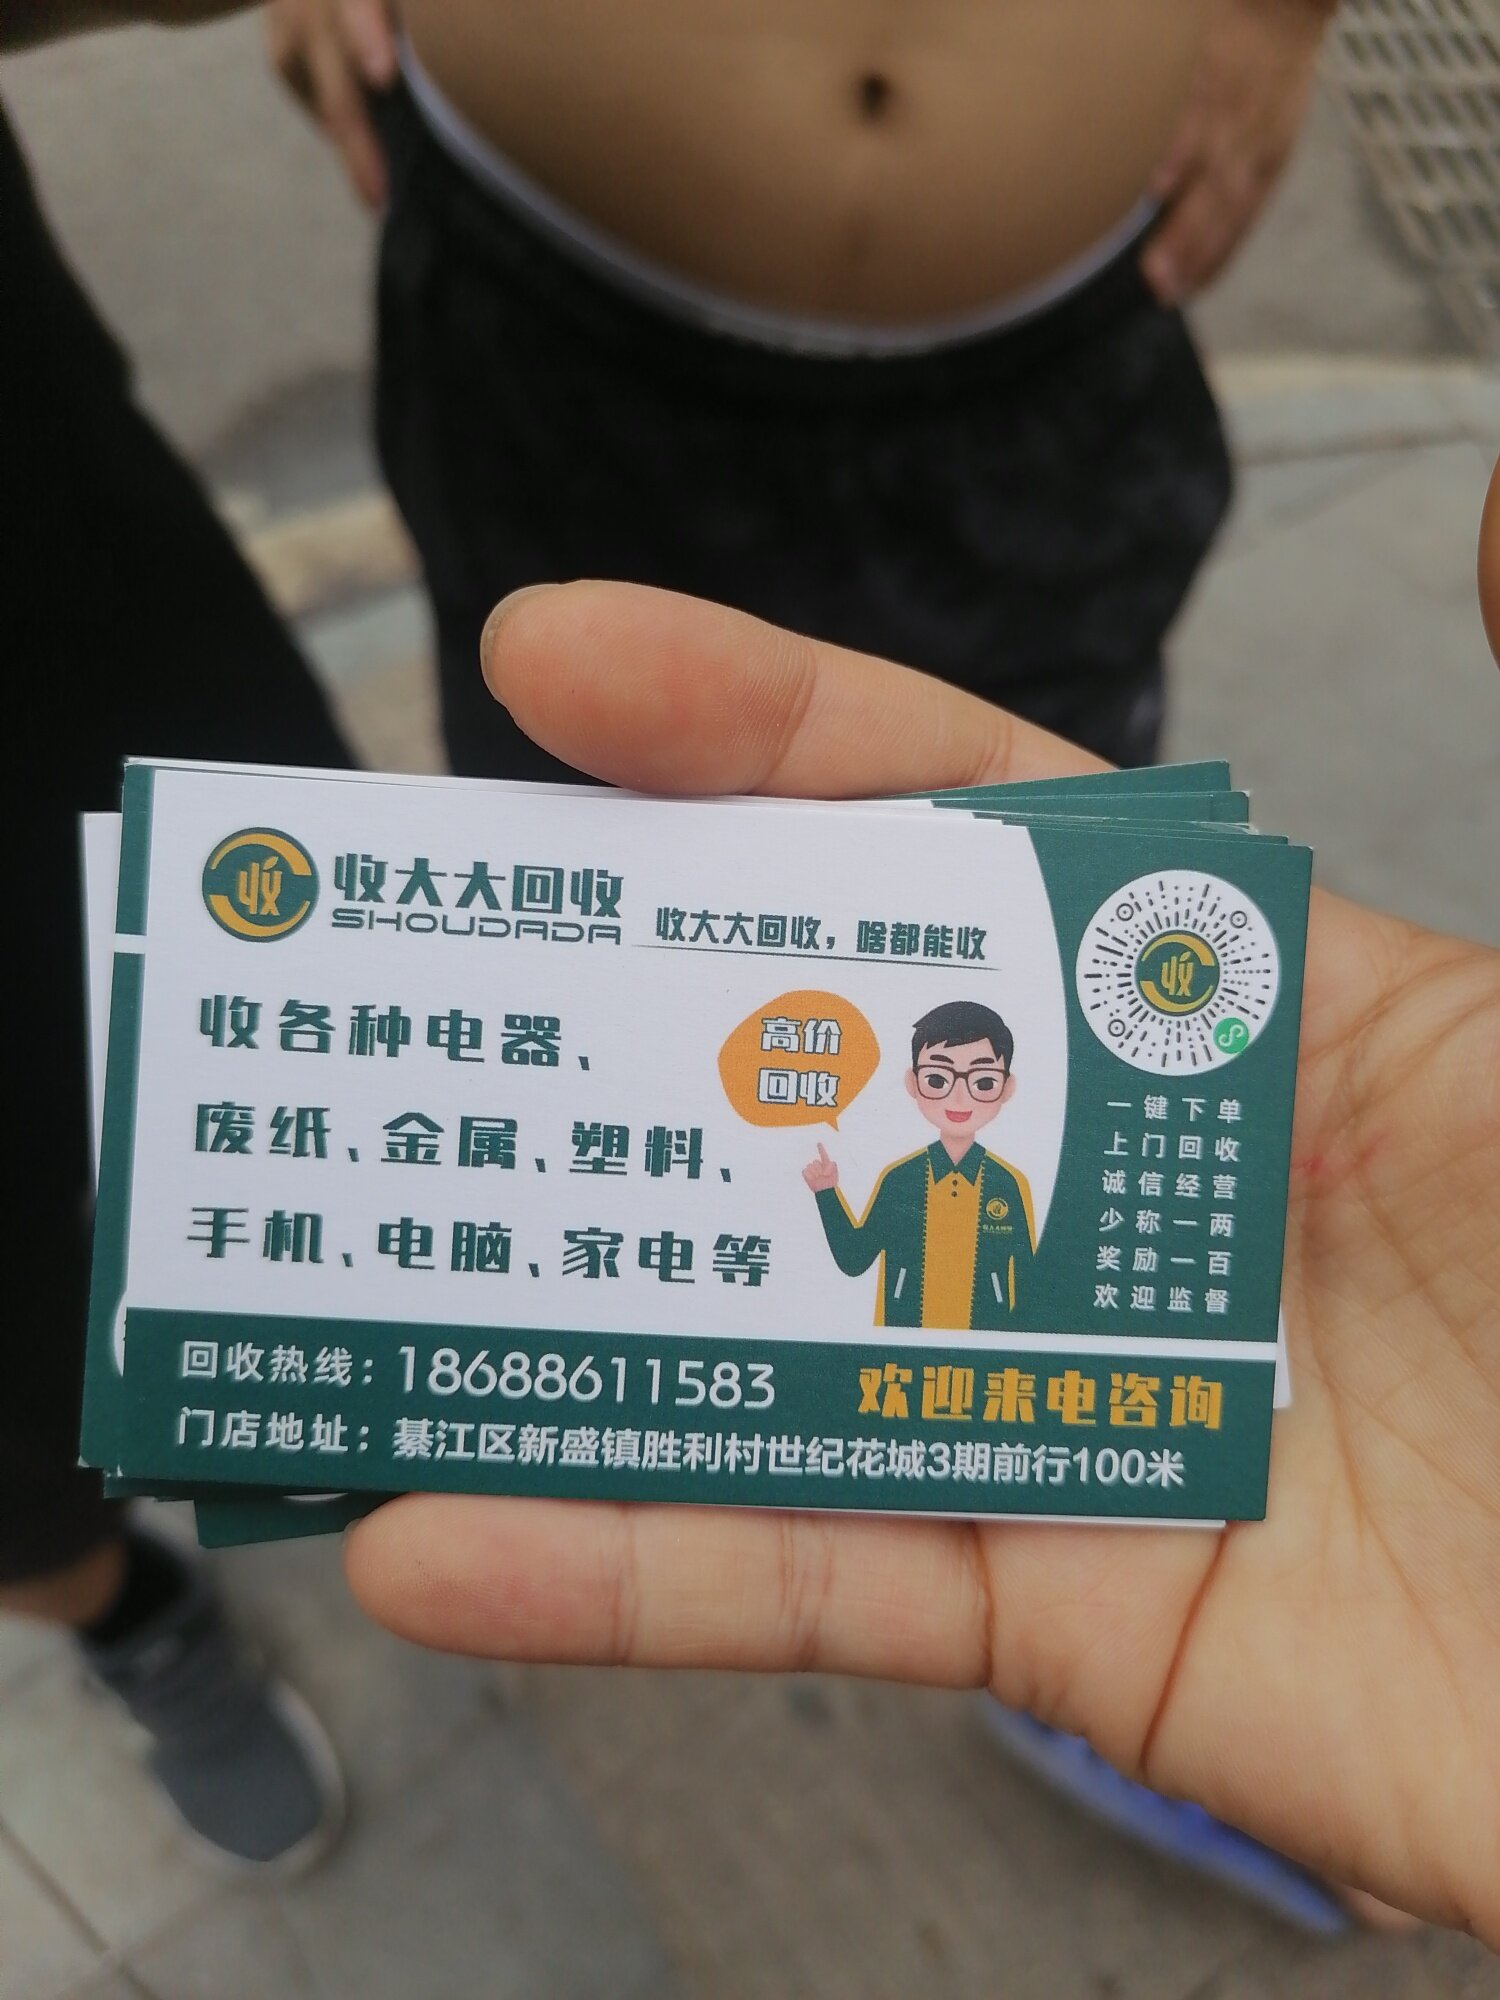 收大大回收
SHOUDADA
收大大回收，啥都能收
收各种电器、
废纸、金属、塑料、
手机、电脑、家电等
高价
回收
一键下单
上门回收
诚信经营
少称一两
奖励一百
欢迎监督
回收热线：18688611583
欢迎来电咨询
门店地址：綦江区新盛镇胜利村世纪花城3期前行100米